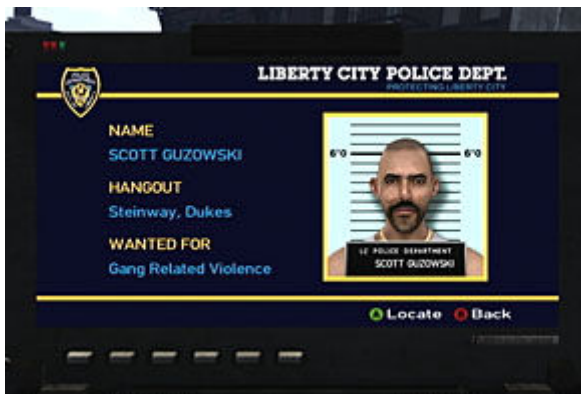 LIBERTY CITY POLICE DEPT.
PROTECTING LIBERTY CITY
NAME
SCOTT GUZOWSKI
HANGOUT
Steinway, Dukes
WANTED FOR
Gang Related Violence
6'0 6'0
LC POLICE DEPARTMENT
SCOTT GUZOWSKI
A Locate B Back